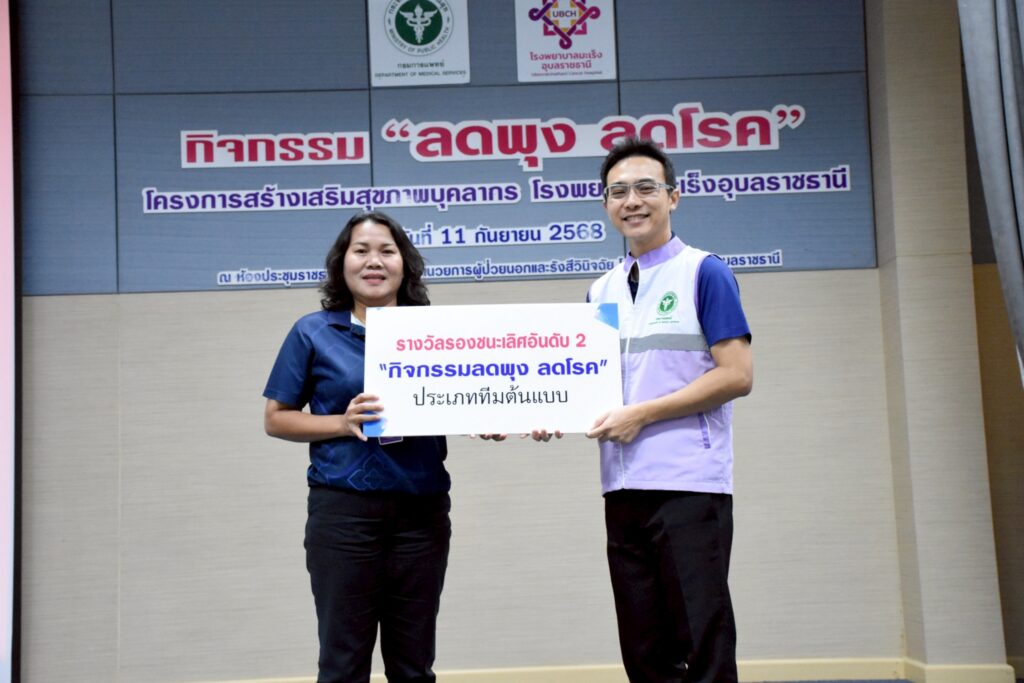 MINISTRY OF PUBLIC HEALTH
กรมการแพทย์
DEPARTMENT OF MEDICAL SERVICES
UBCH
โรงพยาบาลมะเร็ง
อุบลราชธานี
Ubonratchathani Cancer Hospital
กิจกรรม “ลดพุง ลดโรค”
โครงการสร้างเสริมสุขภาพบุคลากร โรงพย เร็งอุบลราชธานี
ันที่ 11 กันยายน 2568
ณ ห้องประชุมราช นวยการผู้ป่วยนอกและรังสีวินิจฉัย บลราชธานี
รางวัลรองชนะเลิศอันดับ 2
"กิจกรรมลดพุง ลดโรค"
ประเภททีมต้นแบบ